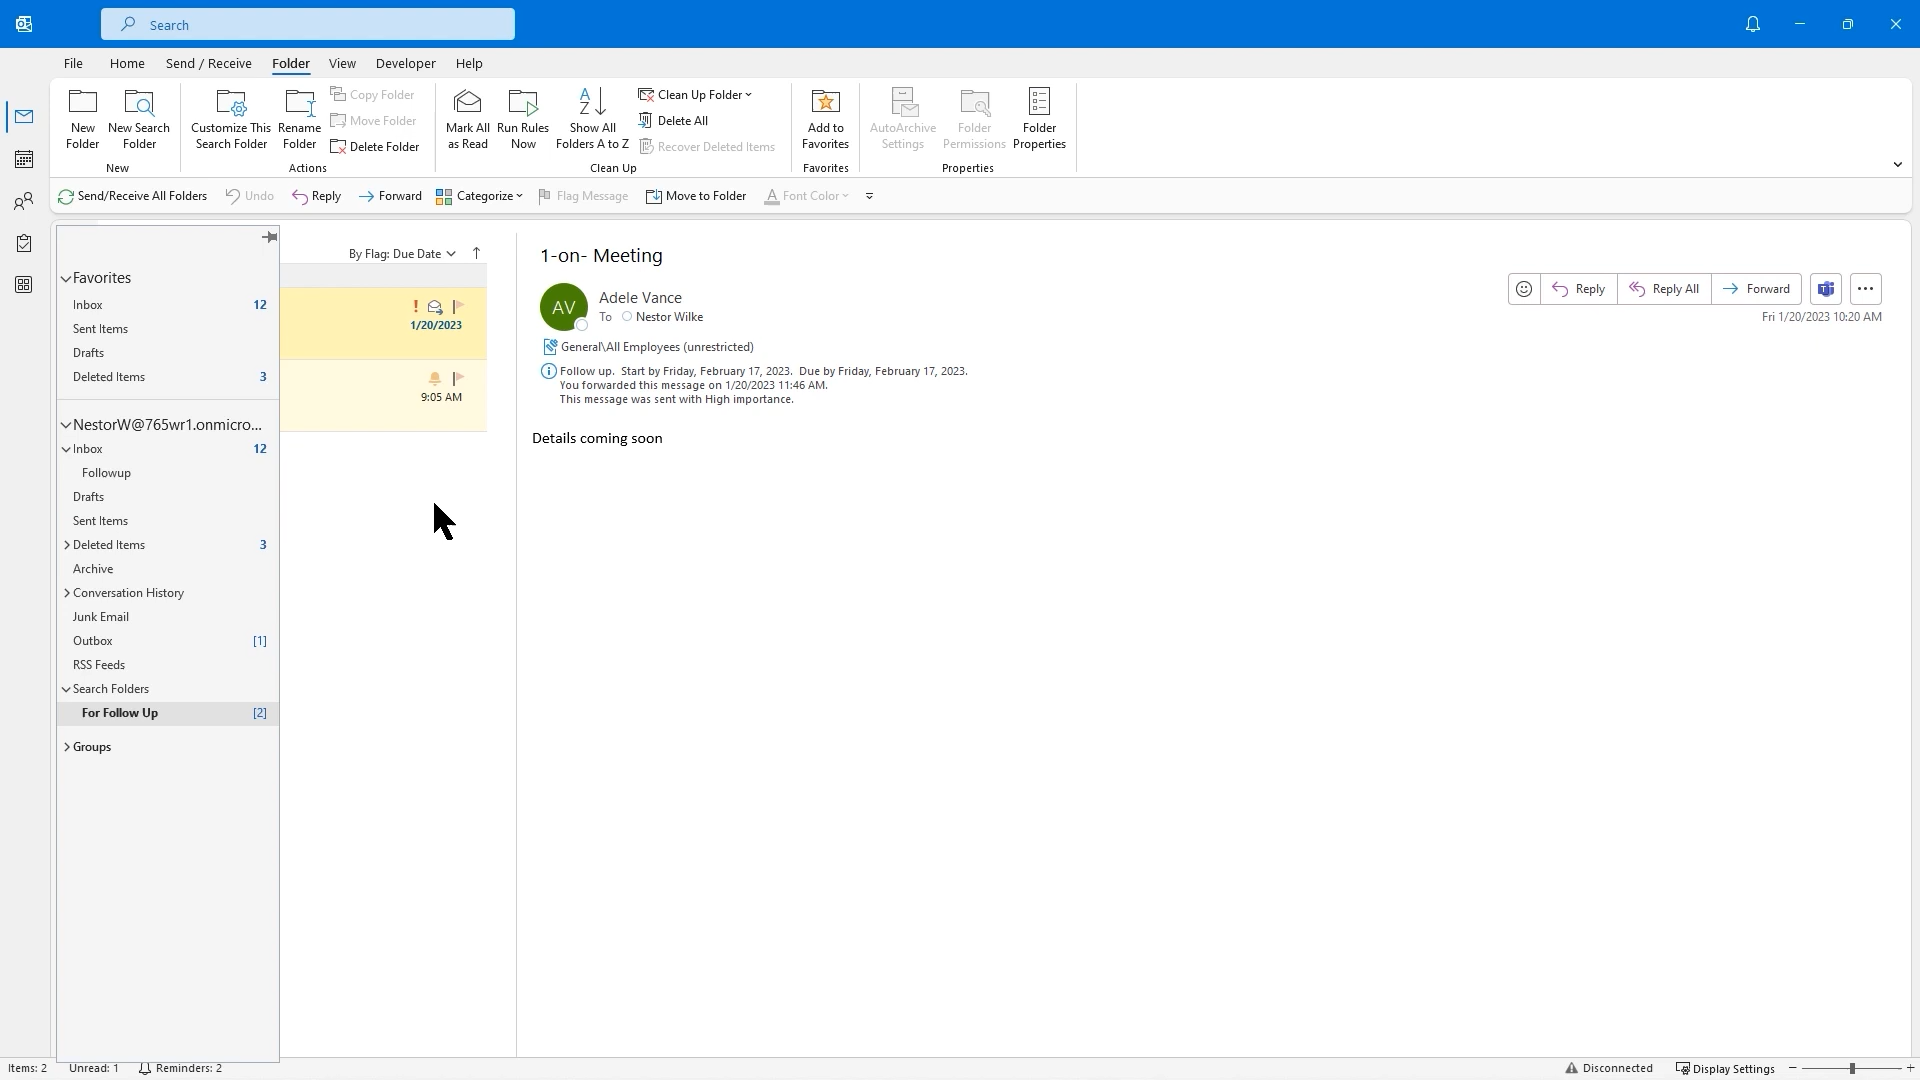 Search
File Home Send / Receive Folder View Developer Help
New Folder
New Search Folder
New
Customize This Search Folder
Rename Folder
Copy Folder
Move Folder
Delete Folder
Actions
Mark All as Read
Run Rules Now
Show All Folders A to Z
Clean Up Folder
Delete All
Recover Deleted Items
Clean Up
Add to Favorites
Favorites
AutoArchive Settings
Folder Permissions
Folder Properties
Properties
Send/Receive All Folders Undo Reply Forward Categorize Flag Message Move to Folder A Font Color
Favorites
Inbox 12
Sent Items
Drafts
Deleted Items 3
NestorW@765wr1.onmicro...
Inbox 12
Followup
Drafts
Sent Items
Deleted Items 3
Archive
Conversation History
Junk Email
Outbox [1]
RSS Feeds
Search Folders
For Follow Up [2]
Groups
By Flag: Due Date
1/20/2023
9:05 AM
1-on- Meeting
AV
Adele Vance
To Nestor Wilke
Reply Reply All Forward
Fri 1/20/2023 10:20 AM
General\All Employees (unrestricted)
Follow up. Start by Friday, February 17, 2023. Due by Friday, February 17, 2023.
You forwarded this message on 1/20/2023 11:46 AM.
This message was sent with High importance.
Details coming soon
Items: 2 Unread: 1 Reminders: 2 Disconnected Display Settings